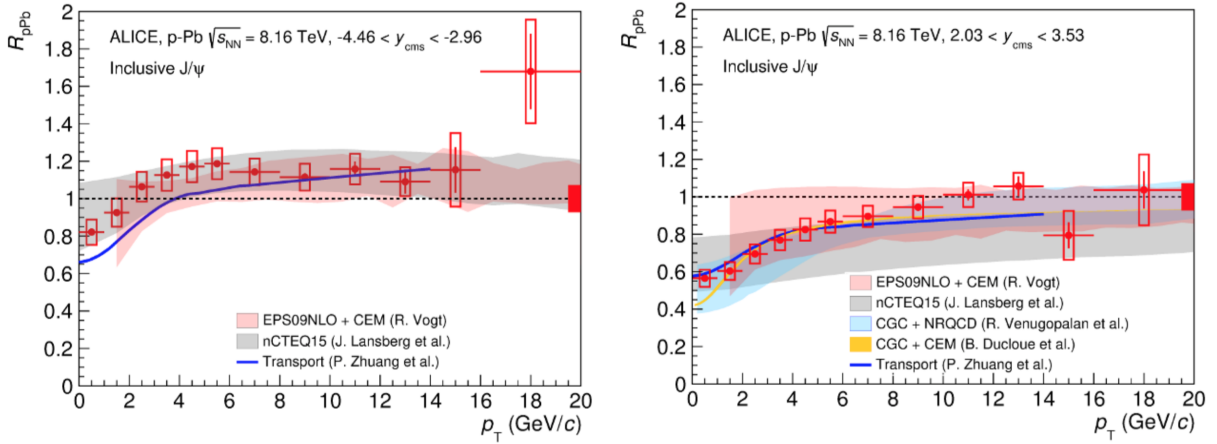 R_pPb
2
1.8
1.6
1.4
1.2
1
0.8
0.6
0.4
0.2
0
ALICE, p-Pb √s_NN = 8.16 TeV, -4.46 < y_cms < -2.96
Inclusive J/ψ
EPS09NLO + CEM (R. Vogt)
nCTEQ15 (J. Lansberg et al.)
Transport (P. Zhuang et al.)
0 2 4 6 8 10 12 14 16 18 20
p_T (GeV/c)
R_pPb
2
1.8
1.6
1.4
1.2
1
0.8
0.6
0.4
0.2
0
ALICE, p-Pb √s_NN = 8.16 TeV, 2.03 < y_cms < 3.53
Inclusive J/ψ
EPS09NLO + CEM (R. Vogt)
nCTEQ15 (J. Lansberg et al.)
CGC + NRQCD (R. Venugopalan et al.)
CGC + CEM (B. Ducloue et al.)
Transport (P. Zhuang et al.)
0 2 4 6 8 10 12 14 16 18 20
p_T (GeV/c)